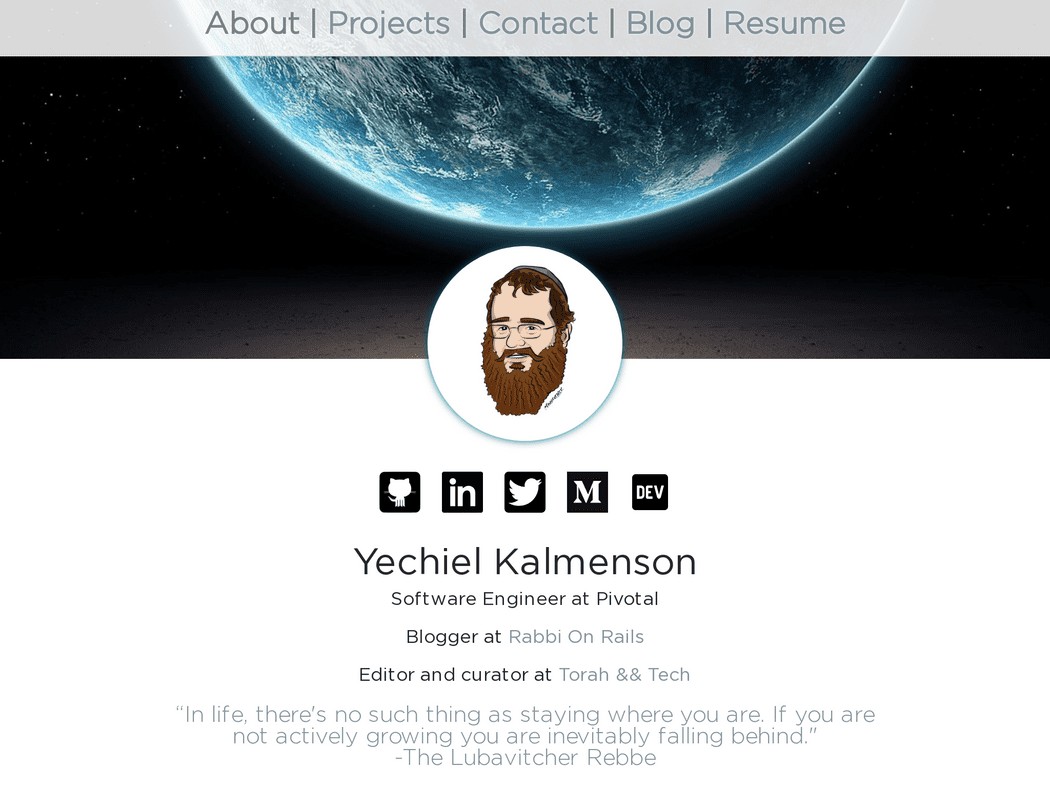 About | Projects | Contact | Blog | Resume
in
M
DEV
Yechiel Kalmenson
Software Engineer at Pivotal
Blogger at Rabbi On Rails
Editor and curator at Torah && Tech
“In life, there's no such thing as staying where you are. If you are
not actively growing you are inevitably falling behind."
-The Lubavitcher Rebbe